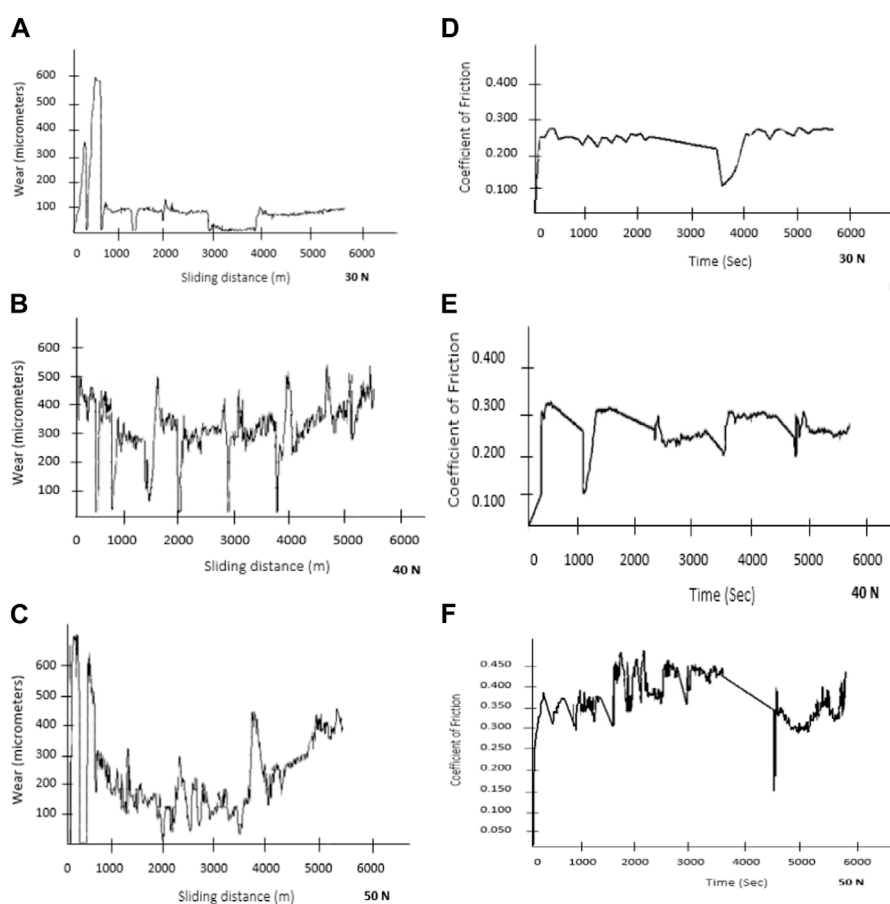 A
Wear (micrometers)
600
500
400
300
200
100
0 1000 2000 3000 4000 5000 6000
Sliding distance (m) 30 N
D
Coefficient of Friction
0.400
0.300
0.200
0.100
0 1000 2000 3000 4000 5000 6000
Time (Sec) 30 N
B
Wear (micrometers)
600
500
400
300
200
100
0 1000 2000 3000 4000 5000 6000
Sliding distance (m) 40 N
E
Coefficient of Friction
0.400
0.300
0.200
0.100
0 1000 2000 3000 4000 5000 6000
Time (Sec) 40 N
C
Wear (micrometers)
600
500
400
300
200
100
0 1000 2000 3000 4000 5000 6000
Sliding distance (m) 50 N
F
Coefficient of Friction
0.450
0.450
0.350
0.300
0.250
0.150
0.100
0.050
0 1000 2000 3000 4000 5000 6000
Time (Sec) 50 N